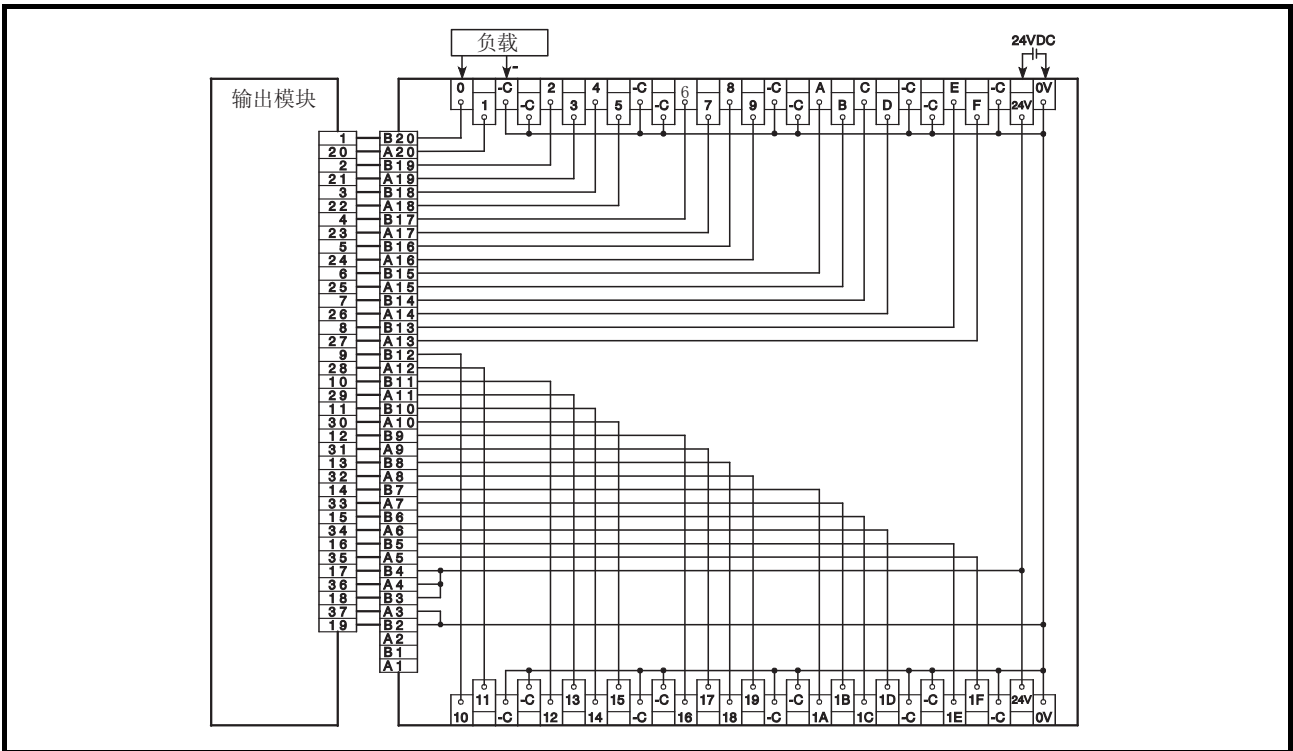 负载
24VDC
输出模块
0 -C 2 4 -C 6 8 -C A C -C E -C 0V
1 -C 3 5 -C 7 9 -C B D -C F 24V
1 B20
20 A20
2 B19
21 A19
3 B18
22 A18
4 B17
23 A17
5 B16
24 A16
6 B15
25 A15
7 B14
26 A14
8 B13
27 A13
9 B12
28 A12
10 B11
29 A11
11 B10
30 A10
12 B9
31 A9
13 B8
32 A8
14 B7
33 A7
15 B6
34 A6
16 B5
35 A5
17 B4
36 A4
18 B3
37 A3
19 B2
A2
B1
A1
11 -C 13 15 -C 17 19 -C 1B 1D -C 1F 24V
10 -C 12 14 -C 16 18 -C 1A 1C -C 1E -C 0V